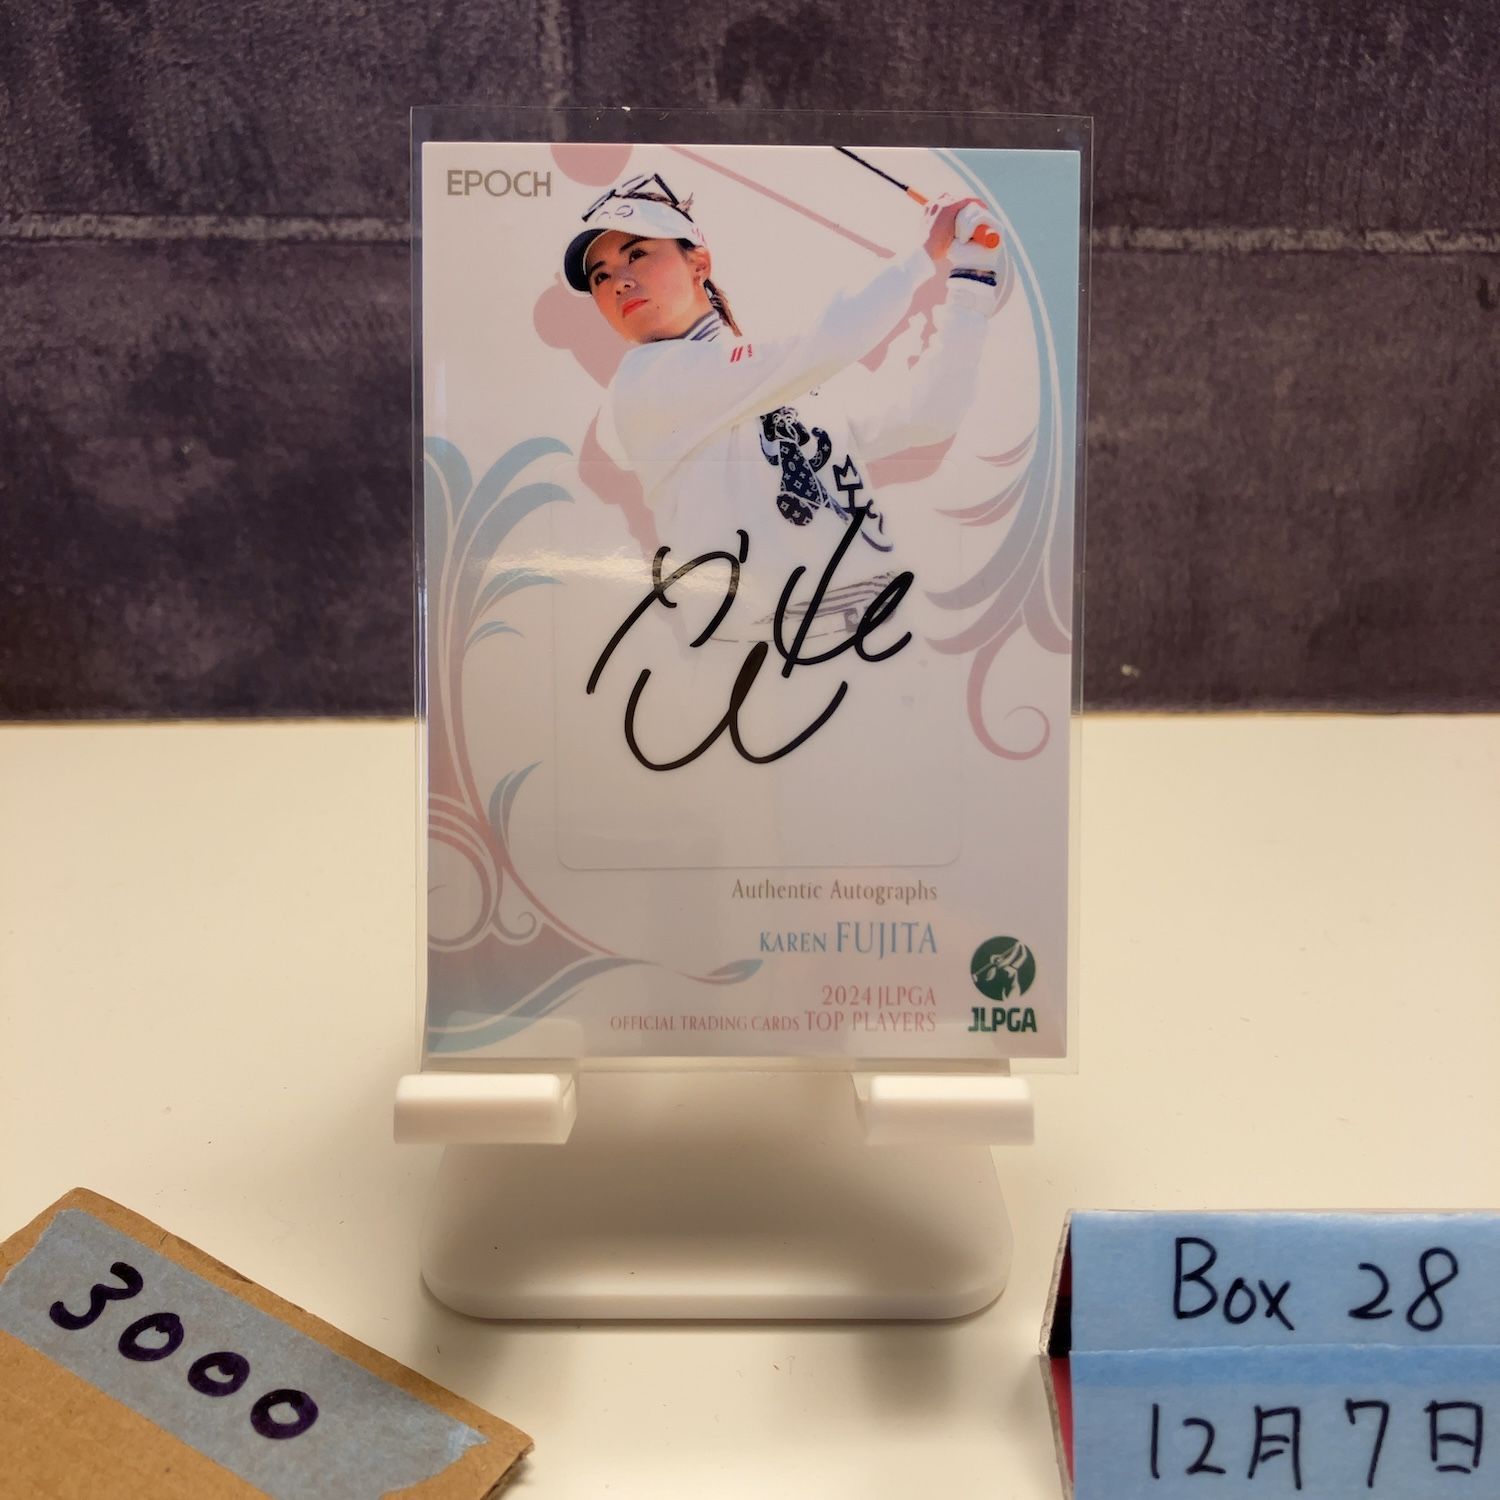 EPOCH
Authentic Autographs
KAREN FUJITA
2024 JLPGA
OFFICIAL TRADING CARDS TOP PLAYERS
JLPGA
3000
Box 28
12月7日